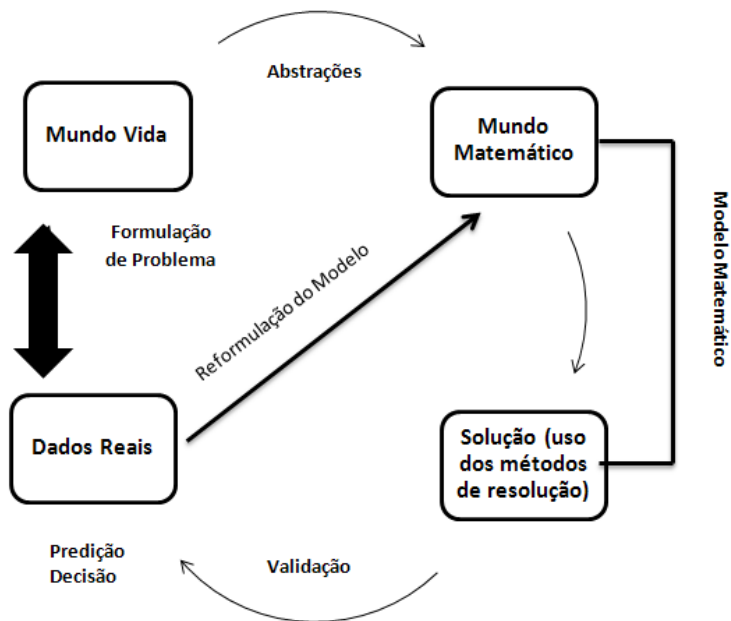 Abstrações
Mundo Vida
Mundo
Matemático
Formulação
de Problema
Modelo Matemático
Reformulação do Modelo
Dados Reais
Solução (uso
dos métodos
de resolução)
Predição
Decisão
Validação